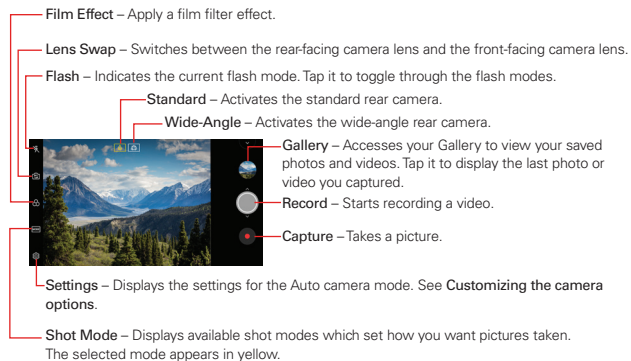 Film Effect – Apply a film filter effect.
Lens Swap – Switches between the rear-facing camera lens and the front-facing camera lens.
Flash – Indicates the current flash mode. Tap it to toggle through the flash modes.
Standard – Activates the standard rear camera.
Wide-Angle – Activates the wide-angle rear camera.
Gallery – Accesses your Gallery to view your saved
photos and videos. Tap it to display the last photo or
video you captured.
Record – Starts recording a video.
Capture – Takes a picture.
Settings – Displays the settings for the Auto camera mode. See Customizing the camera
options.
Shot Mode – Displays available shot modes which set how you want pictures taken.
The selected mode appears in yellow.